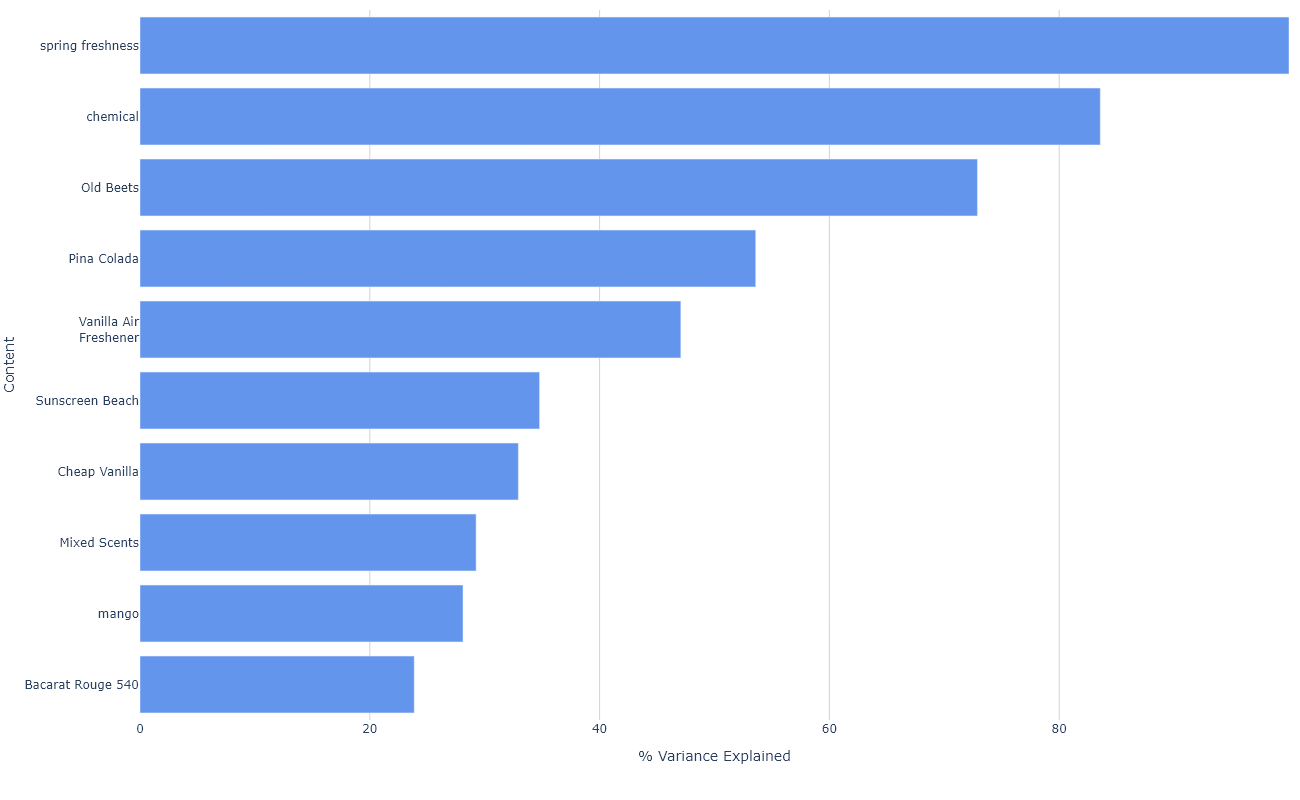 spring freshness
chemical
Old Beets
Pina Colada
Vanilla Air
Freshener
Sunscreen Beach
Cheap Vanilla
Mixed Scents
mango
Bacarat Rouge 540
Content
0 20 40 60 80
% Variance Explained